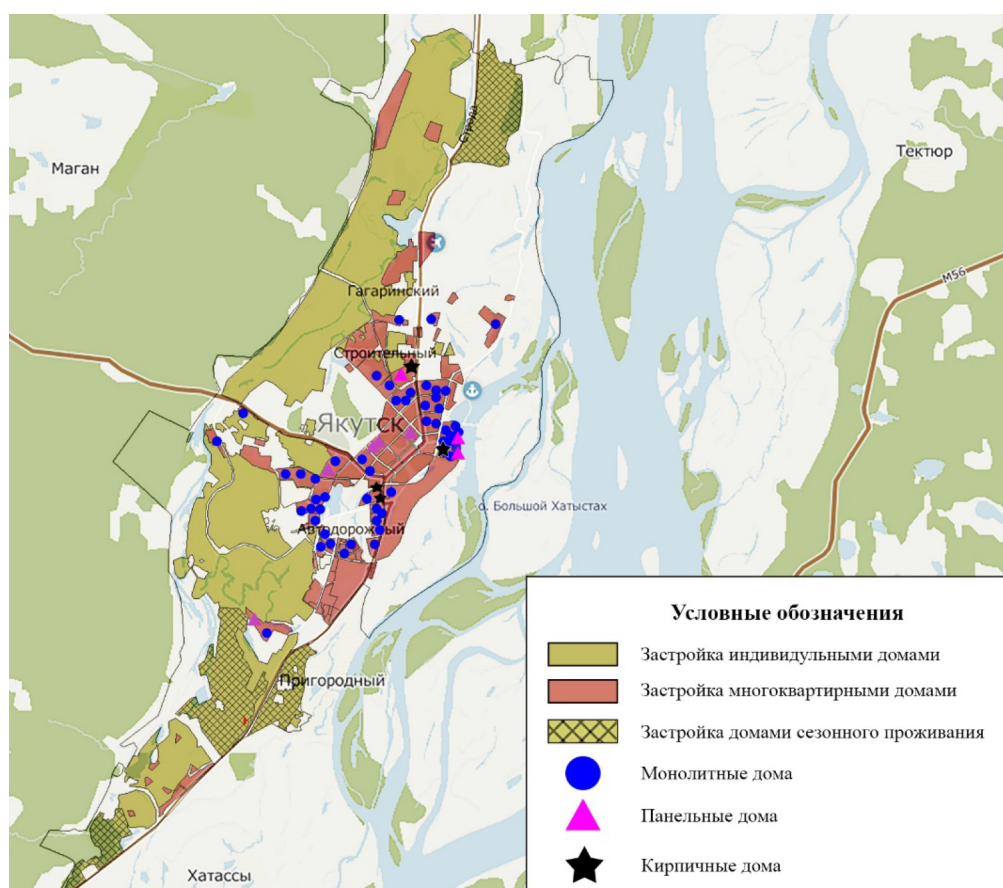 Строда
Маган
Тектюр
М56
Гагаринский
Строительный
Якутск
о. Большой Хатыстах
Автодорожный
Условные обозначения
Застройка индивидульными домами
Застройка многоквартирными домами
Пригородный
Застройка домами сезонного проживания
Монолитные дома
Панельные дома
Кирпичные дома
Хатассы